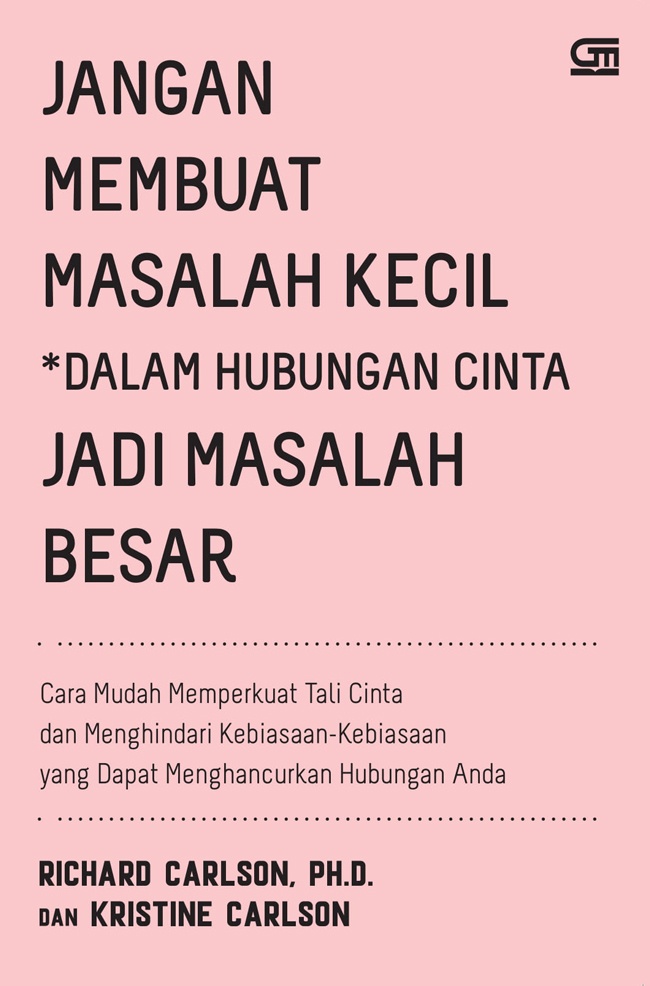 GM
JANGAN
MEMBUAT
MASALAH KECIL
*DALAM HUBUNGAN CINTA
JADI MASALAH
BESAR
Cara Mudah Memperkuat Tali Cinta
dan Menghindari Kebiasaan-Kebiasaan
yang Dapat Menghancurkan Hubungan Anda
RICHARD CARLSON, PH.D.
DAN KRISTINE CARLSON